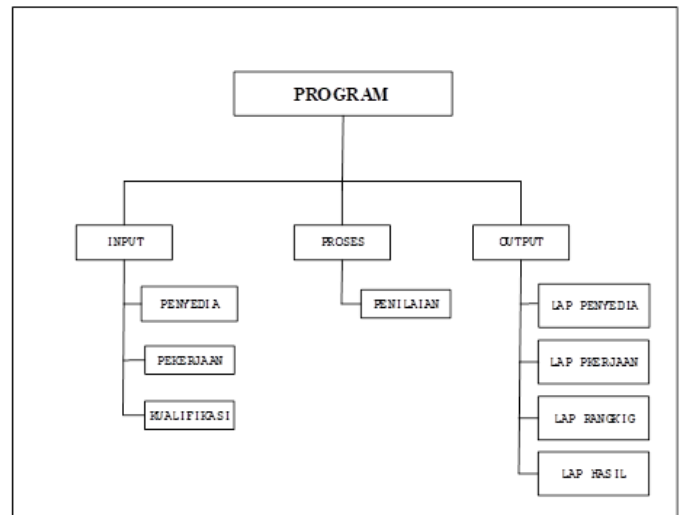 PROGRAM
INPUT
PROSES
OUTPUT
PENYEDIA
PEKERJAAN
KUALIFIKASI
PENILAIAN
LAP PENYEDIA
LAP PKERJAAN
LAP RANGKIG
LAP HASIL